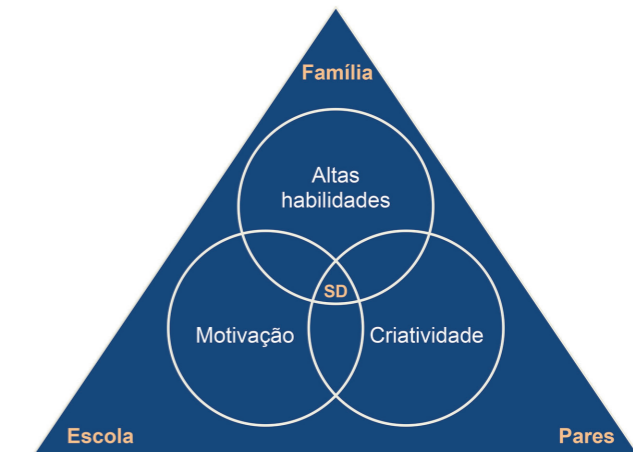 Família
Altas
habilidades
SD
Motivação
Criatividade
Escola
Pares